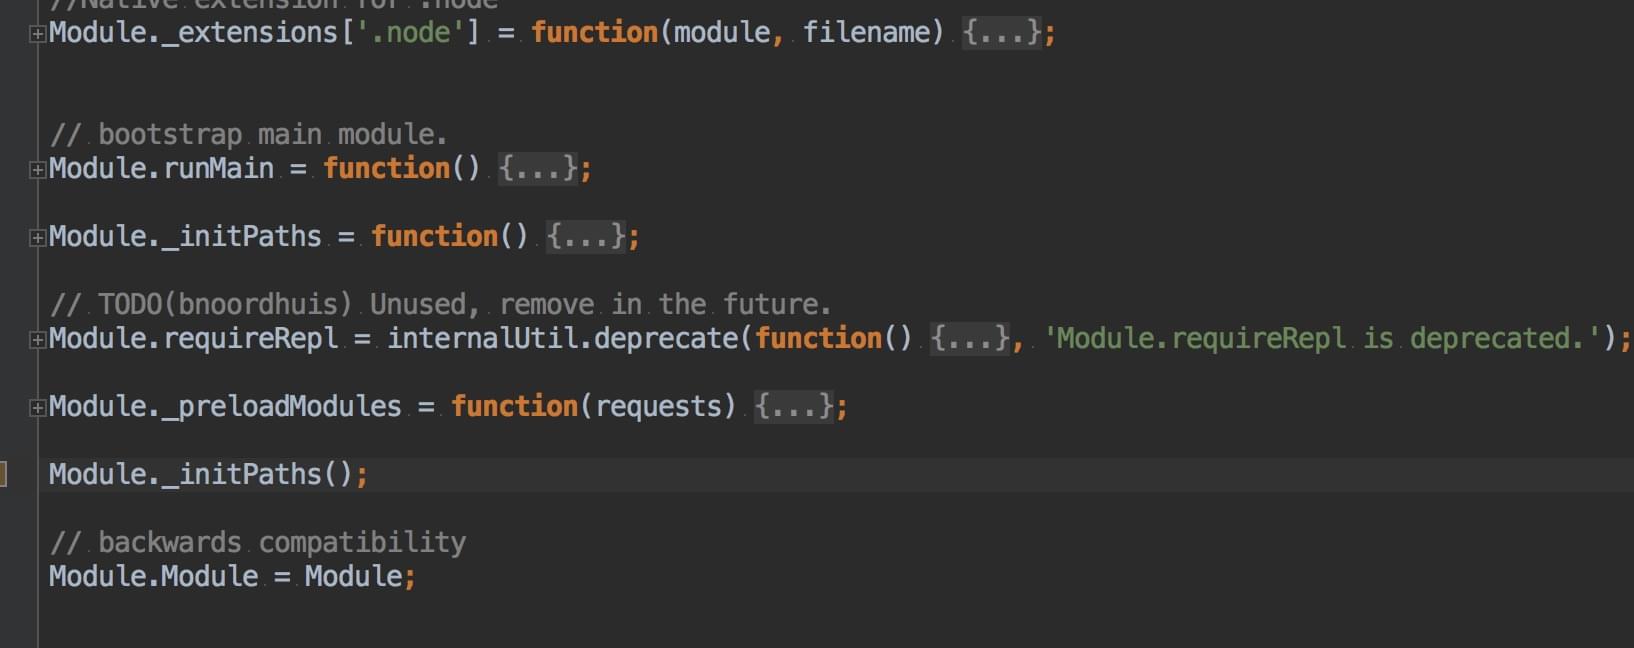 //Native extension for .node
Module._extensions['.node'] = function(module, filename) {...};
// bootstrap main module.
Module.runMain = function() {...};
Module._initPaths = function() {...};
// TODO(bnoordhuis) Unused, remove in the future.
Module.requireRepl = internalUtil.deprecate(function() {...}, 'Module.requireRepl is deprecated.');
Module._preloadModules = function(requests) {...};
Module._initPaths();
// backwards compatibility
Module.Module = Module;